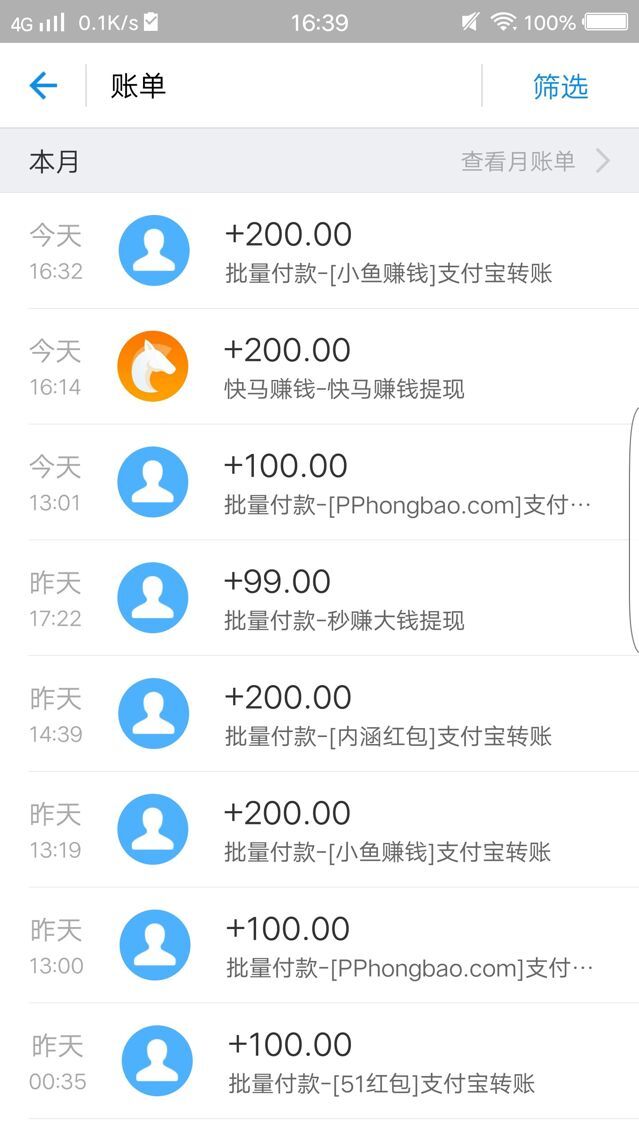 4G 0.1K/s 16:39 100%
账单 筛选
本月 查看月账单
今天 +200.00
16:32 批量付款-[小鱼赚钱]支付宝转账
今天 +200.00
16:14 快马赚钱-快马赚钱提现
今天 +100.00
13:01 批量付款-[PPhongbao.com]支付…
昨天 +99.00
17:22 批量付款-秒赚大钱提现
昨天 +200.00
14:39 批量付款-[内涵红包]支付宝转账
昨天 +200.00
13:19 批量付款-[小鱼赚钱]支付宝转账
昨天 +100.00
13:00 批量付款-[PPhongbao.com]支付…
昨天 +100.00
00:35 批量付款-[51红包]支付宝转账